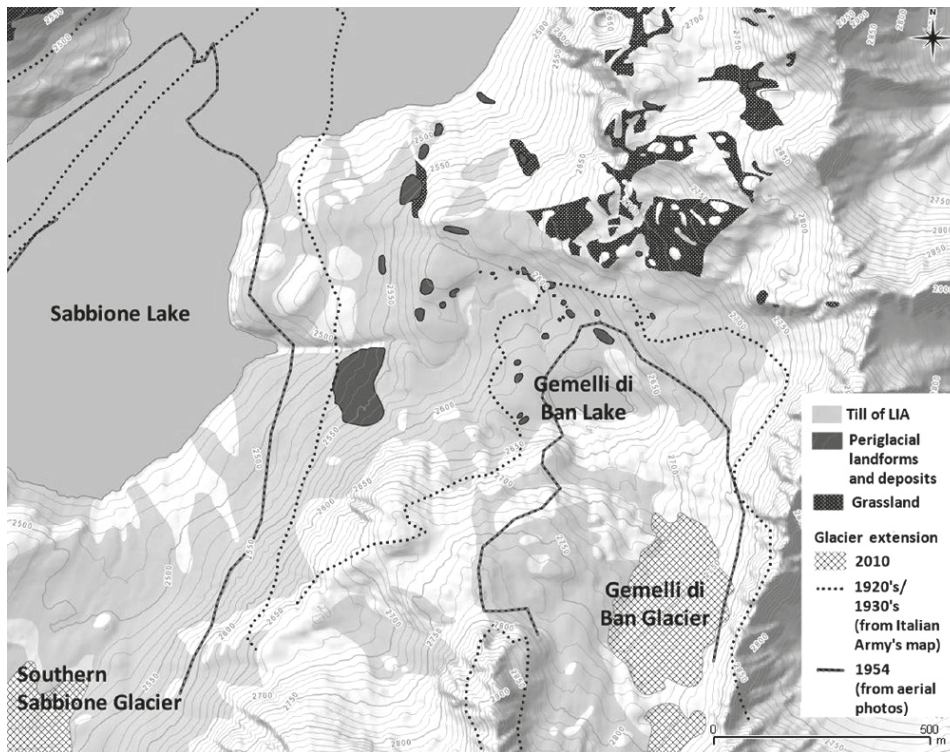 N
Sabbione Lake
Gemelli di
Ban Lake
Gemelli di
Ban Glacier
Southern
Sabbione Glacier
Till of LIA
Periglacial
landforms
and deposits
Grassland
Glacier extension
2010
1920's/
1930's
(from Italian
Army's map)
1954
(from aerial
photos)
0 500
m
2500
2550
2650
2700
2750
2850
2800
2600